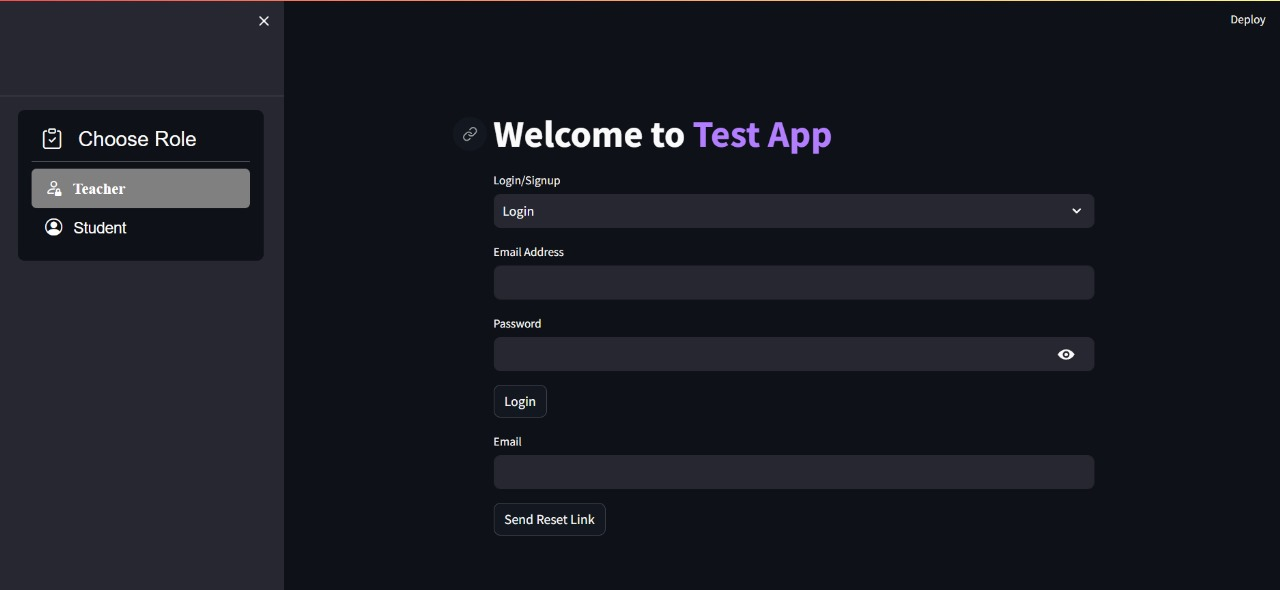 Deploy
Choose Role
Teacher
Student
Welcome to Test App
Login/Signup
Login
Email Address
Password
Login
Email
Send Reset Link